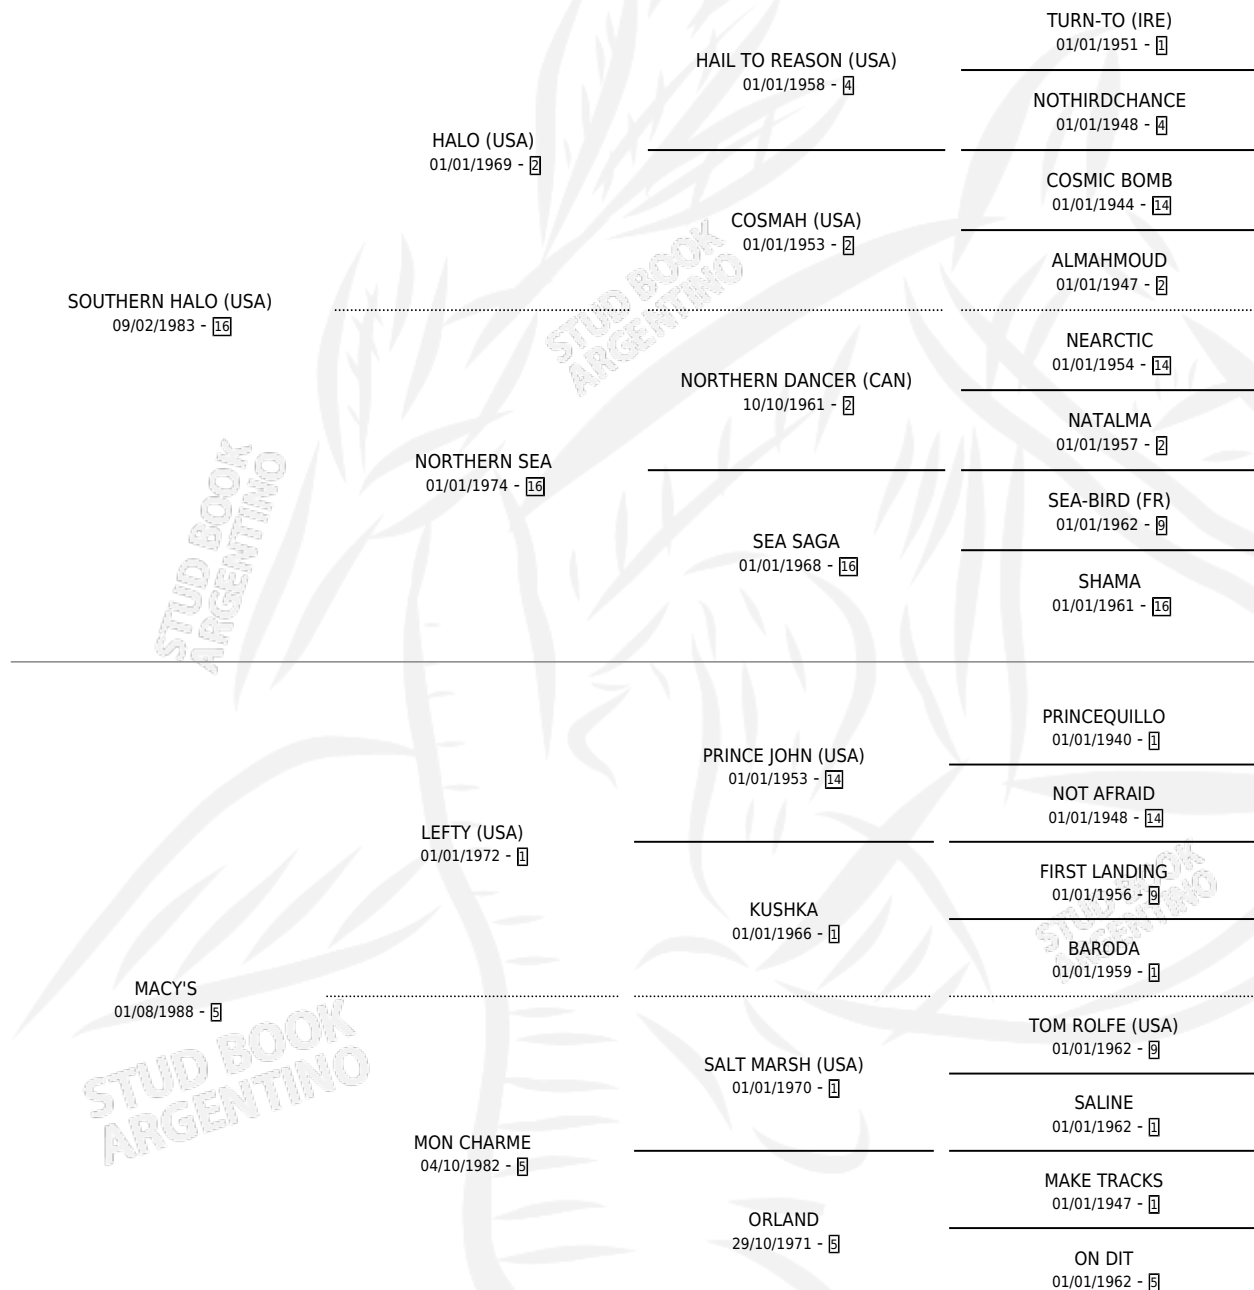 TURN-TO (IRE)
01/01/1951 - 1
HAIL TO REASON (USA)
01/01/1958 - 4
NOTHIRDCHANCE
01/01/1948 - 4
HALO (USA)
01/01/1969 - 2
COSMIC BOMB
01/01/1944 - 14
COSMAH (USA)
01/01/1953 - 2
ALMAHMOUD
01/01/1947 - 2
SOUTHERN HALO (USA)
09/02/1983 - 16
NEARCTIC
01/01/1954 - 14
NORTHERN DANCER (CAN)
10/10/1961 - 2
NATALMA
01/01/1957 - 2
NORTHERN SEA
01/01/1974 - 16
SEA-BIRD (FR)
01/01/1962 - 9
SEA SAGA
01/01/1968 - 16
SHAMA
01/01/1961 - 16
STUD BOOK
ARGENTINO
STUD BOOK
ARGENTINO
PRINCEQUILLO
01/01/1940 - 1
PRINCE JOHN (USA)
01/01/1953 - 14
NOT AFRAID
01/01/1948 - 14
LEFTY (USA)
01/01/1972 - 1
FIRST LANDING
01/01/1956 - 9
KUSHKA
01/01/1966 - 1
BARODA
01/01/1959 - 1
STUD BOOK
ARGENTINO
MACY'S
01/08/1988 - 5
TOM ROLFE (USA)
01/01/1962 - 9
SALT MARSH (USA)
01/01/1970 - 1
SALINE
01/01/1962 - 1
MON CHARME
04/10/1982 - 5
MAKE TRACKS
01/01/1947 - 1
ORLAND
29/10/1971 - 5
ON DIT
01/01/1962 - 5
STUD BOOK
ARGENTINO